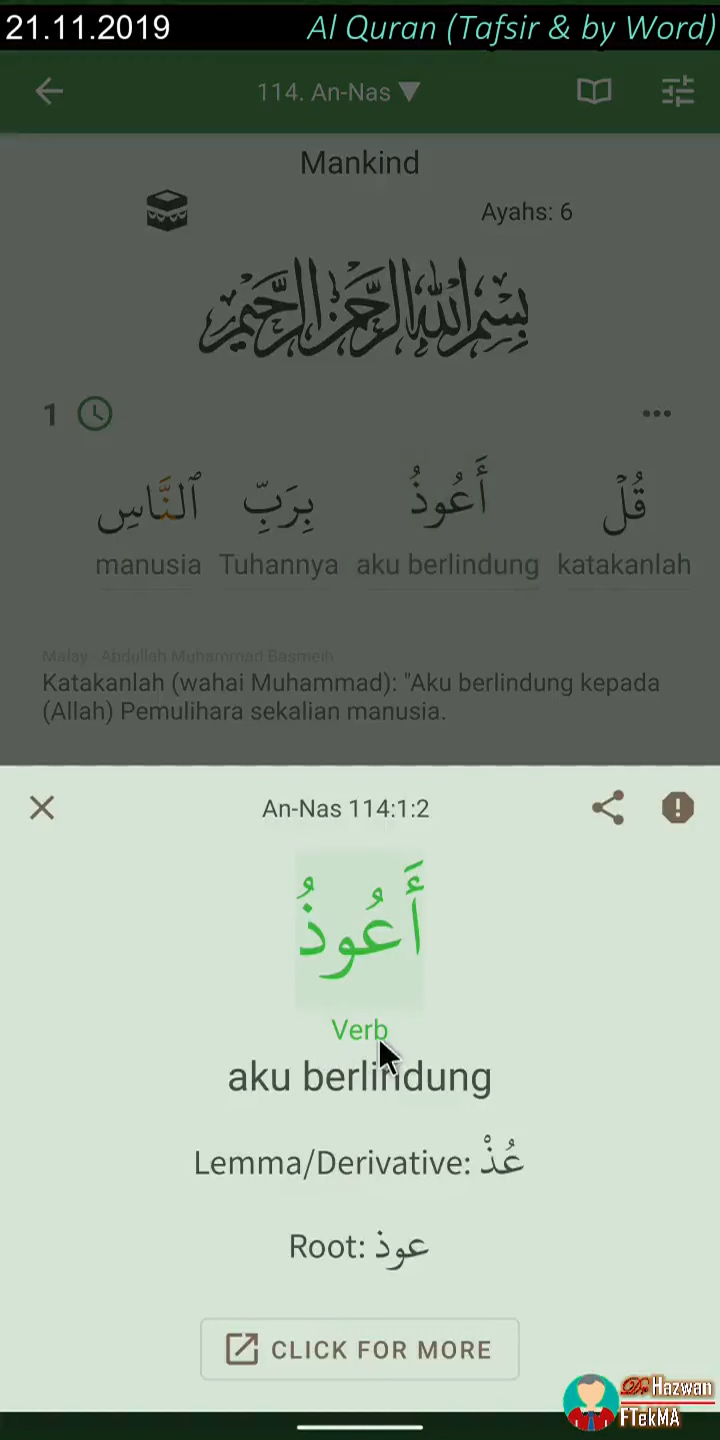 21.11.2019 Al Quran (Tafsir & by Word)
114. An-Nas ▼
Mankind
Ayahs: 6
بِسْمِ ٱللَّهِ ٱلرَّحْمَٰنِ ٱلرَّحِيمِ
1
قُلْ أَعُوذُ بِرَبِّ ٱلنَّاسِ
manusia Tuhannya aku berlindung katakanlah
Malay - Abdullah Muhammad Basmeih
Katakanlah (wahai Muhammad): "Aku berlindung kepada
(Allah) Pemulihara sekalian manusia.
An-Nas 114:1:2
أَعُوذُ
Verb
aku berlindung
Lemma/Derivative: عُذْ
Root: عوذ
CLICK FOR MORE
Dr Hazwan
FTekMA